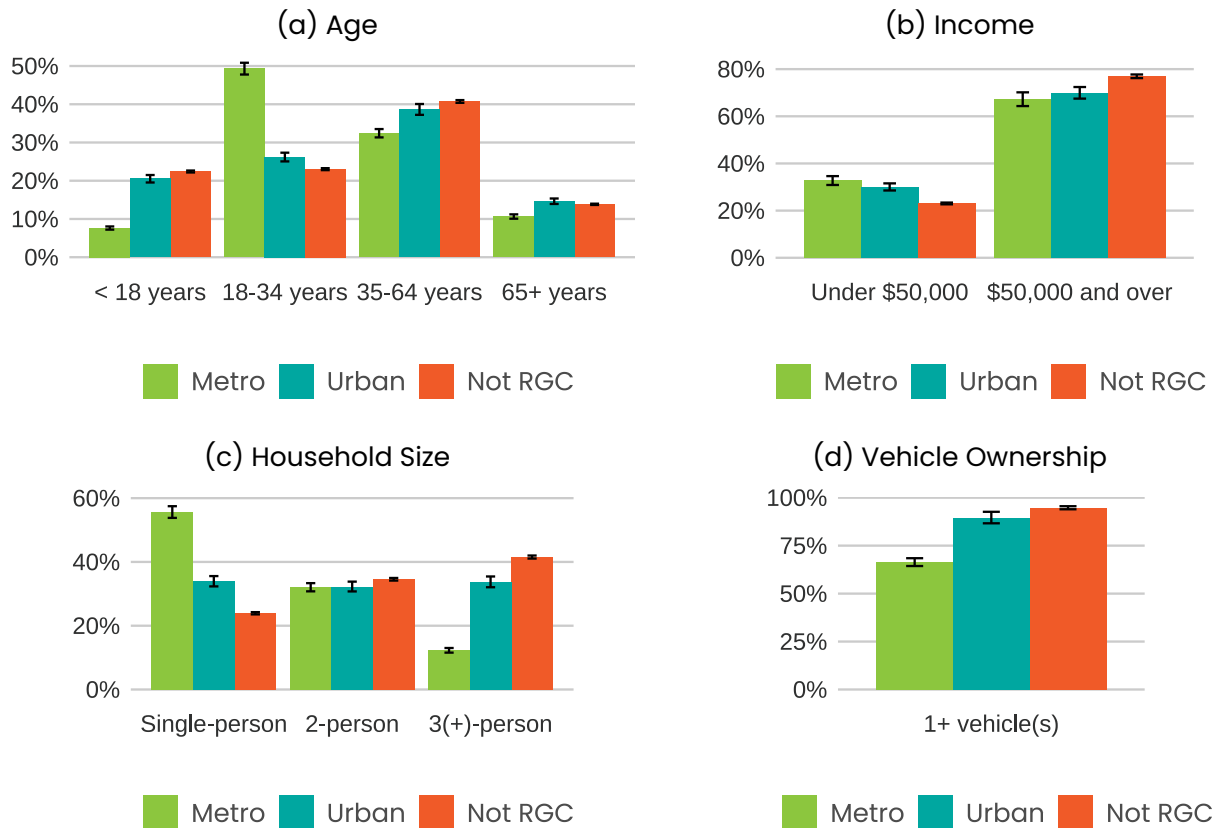 (a) Age
50%
40%
30%
20%
10%
0%
< 18 years 18-34 years 35-64 years 65+ years
Metro Urban Not RGC
(b) Income
80%
60%
40%
20%
0%
Under $50,000 $50,000 and over
Metro Urban Not RGC
(c) Household Size
60%
40%
20%
0%
Single-person 2-person 3(+)-person
Metro Urban Not RGC
(d) Vehicle Ownership
100%
75%
50%
25%
0%
1+ vehicle(s)
Metro Urban Not RGC